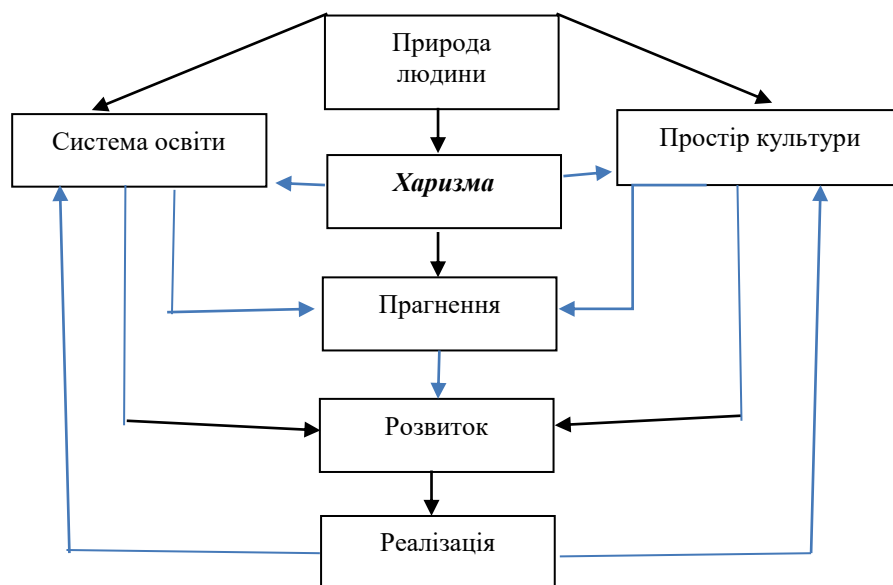 Природа
людини
Система освіти
Простір культури
Харизма
Прагнення
Розвиток
Реалізація